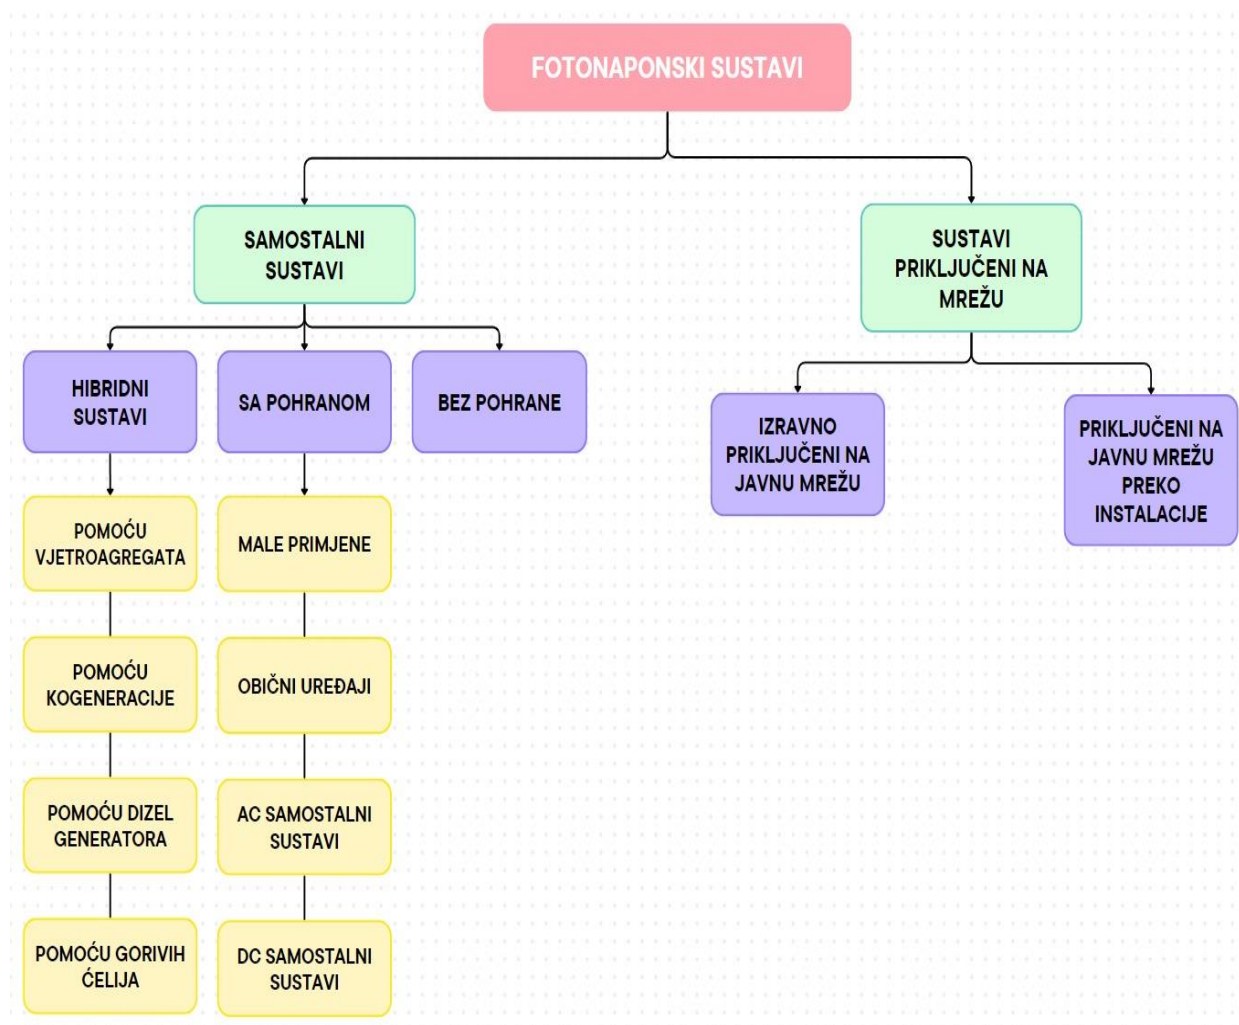 FOTONAPONSKI SUSTAVI
SAMOSTALNI
SUSTAVI
SUSTAVI
PRIKLJUČENI NA
MREŽU
HIBRIDNI
SUSTAVI
SA POHRANOM
BEZ POHRANE
IZRAVNO
PRIKLJUČENI NA
JAVNU MREŽU
PRIKLJUČENI NA
JAVNU MREŽU
PREKO
INSTALACIJE
POMOĆU
VJETROAGREGATA
MALE PRIMJENE
POMOĆU
KOGENERACIJE
OBIČNI UREĐAJI
POMOĆU DIZEL
GENERATORA
AC SAMOSTALNI
SUSTAVI
POMOĆU GORIVIH
ĆELIJA
DC SAMOSTALNI
SUSTAVI